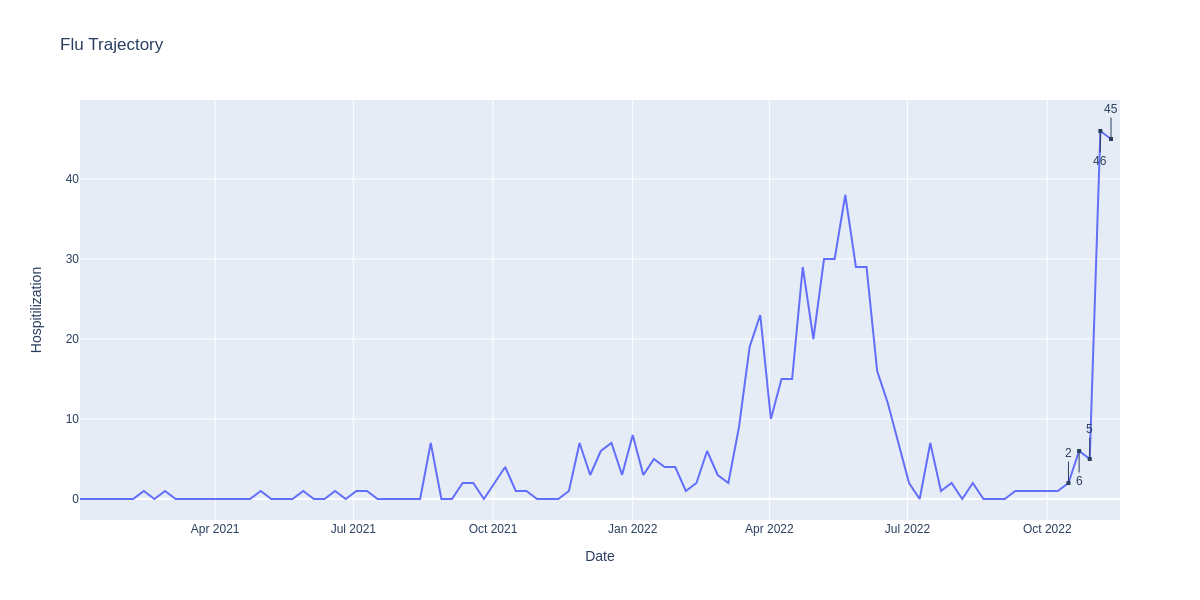 Flu Trajectory
45
46
40
30
20
10
0
5
2
6
Hospitilization
Apr 2021
Jul 2021
Oct 2021
Jan 2022
Apr 2022
Jul 2022
Oct 2022
Date